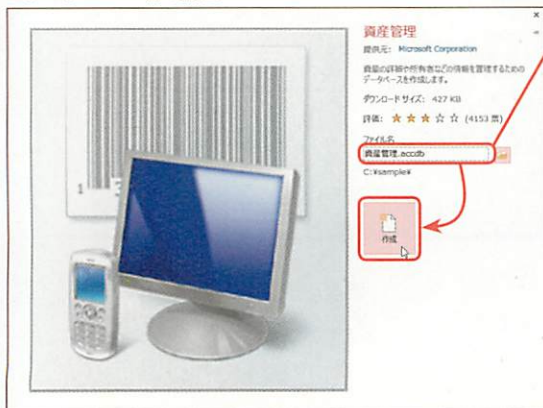 資産管理
提供元: Microsoft Corporation
資産の詳細や所有者などの情報を管理するための
データベースを作成します。
ダウンロード サイズ: 427 KB
評価: ★ ★ ★ ☆ ☆ (4153 票)
ファイル名
資産管理.accdb
C:¥sample¥
作成
1 3